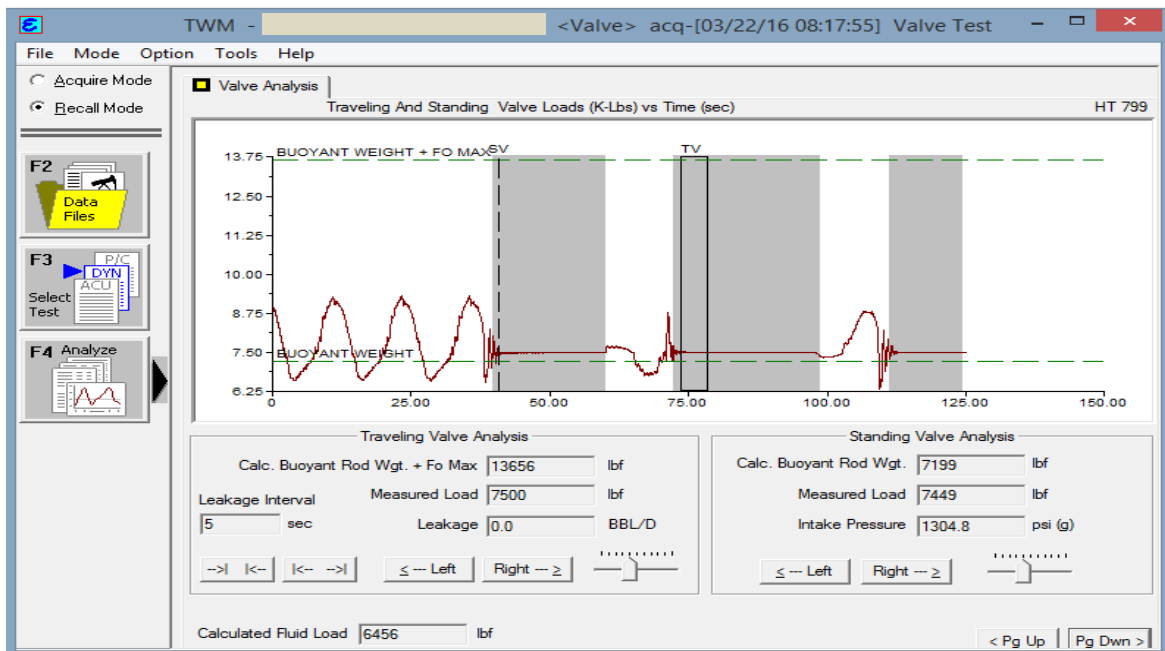 TWM - <Valve> acq-[03/22/16 08:17:55] Valve Test
File Mode Option Tools Help
Acquire Mode
Recall Mode
F2
Data
Files
F3
P/C
DYN
ACU
Select
Test
F4 Analyze
Valve Analysis
Traveling And Standing Valve Loads (K-Lbs) vs Time (sec)
HT 799
13.75
12.50
11.25
10.00
8.75
7.50
6.25
BUOYANT WEIGHT + FO MAX
SV
TV
BUOYANT WEIGHT
0 25.00 50.00 75.00 100.00 125.00 150.00
Traveling Valve Analysis
Calc. Buoyant Rod Wgt. + Fo Max 13656 lbf
Leakage Interval
Measured Load 7500 lbf
5 sec
Leakage 0.0 BBL/D
-->| |<--
|<-- -->|
< --- Left
Right --- >
Standing Valve Analysis
Calc. Buoyant Rod Wgt. 7199 lbf
Measured Load 7449 lbf
Intake Pressure 1304.8 psi (g)
< --- Left
Right --- >
Calculated Fluid Load 6456 lbf
< Pg Up
Pg Dwn >